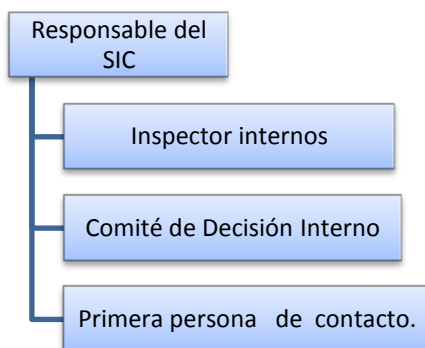 Responsable del
SIC
Inspector internos
Comité de Decisión Interno
Primera persona de contacto.